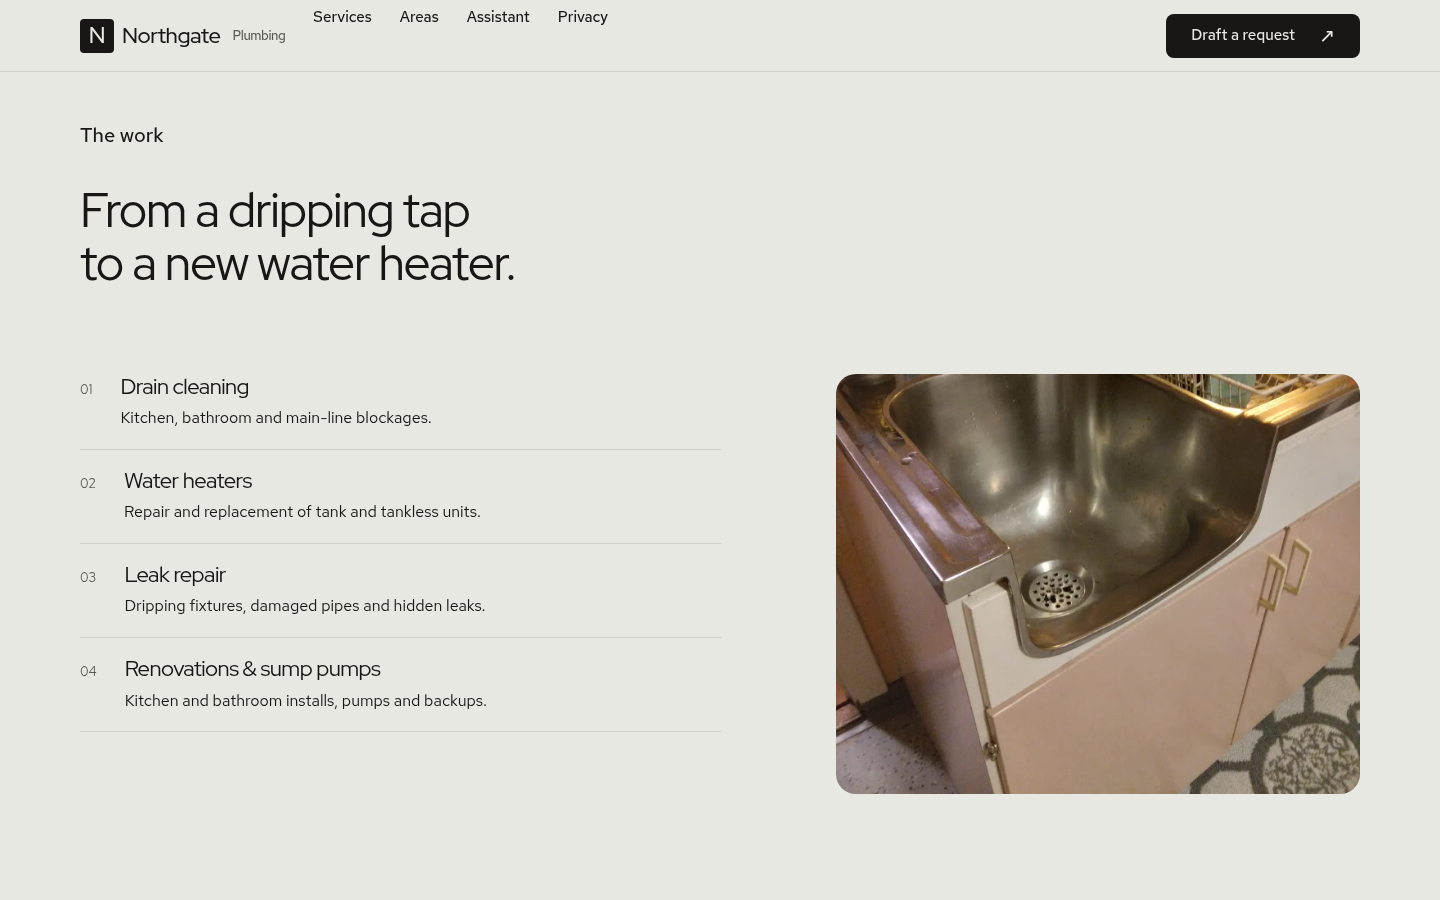 N Northgate Plumbing
Services Areas Assistant Privacy
Draft a request ↗
The work
From a dripping tap
to a new water heater.
01 Drain cleaning
Kitchen, bathroom and main-line blockages.
02 Water heaters
Repair and replacement of tank and tankless units.
03 Leak repair
Dripping fixtures, damaged pipes and hidden leaks.
04 Renovations & sump pumps
Kitchen and bathroom installs, pumps and backups.